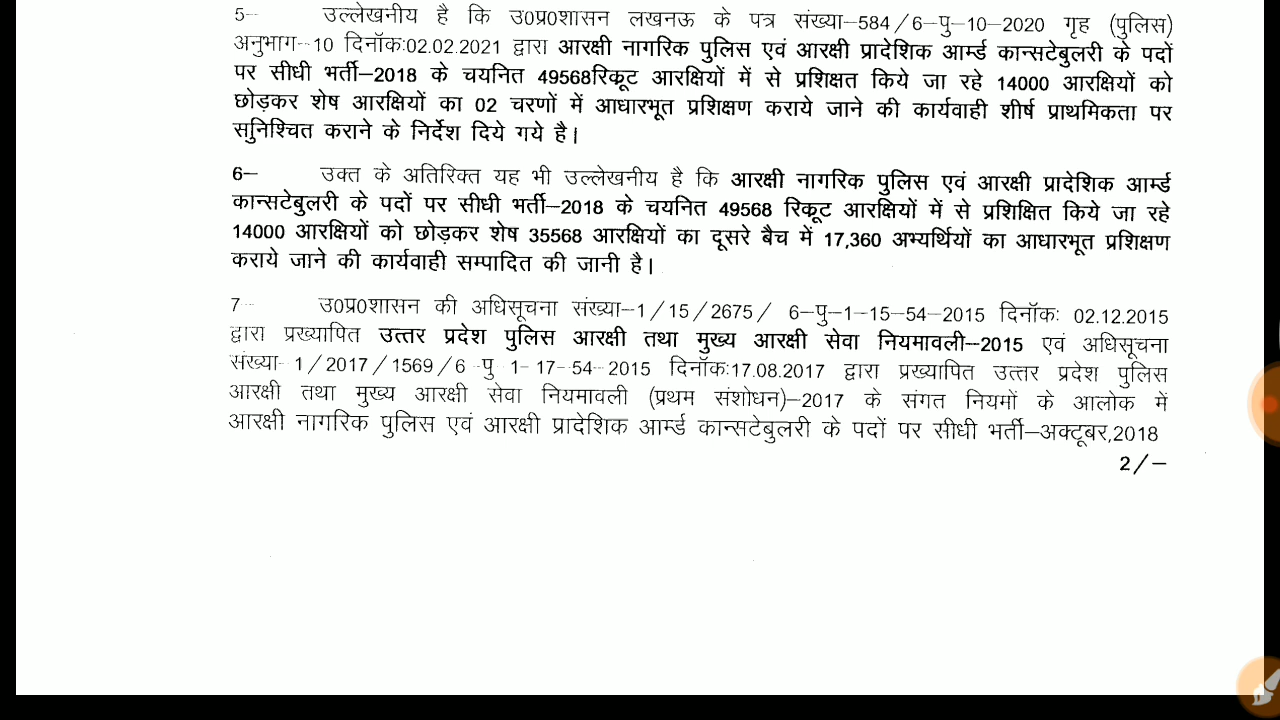 5– उल्लेखनीय है कि उ0प्र0शासन लखनऊ के पत्र संख्या–584/6–पु–10–2020 गृह (पुलिस)
अनुभाग–10 दिनॉकः02.02.2021 द्वारा आरक्षी नागरिक पुलिस एवं आरक्षी प्रादेशिक आर्म्ड कान्सटेबुलरी के पदों
पर सीधी भर्ती–2018 के चयनित 49568रिकूट आरक्षियों में से प्रशिक्षत किये जा रहे 14000 आरक्षियों को
छोड़कर शेष आरक्षियों का 02 चरणों में आधारभूत प्रशिक्षण कराये जाने की कार्यवाही शीर्ष प्राथमिकता पर
सुनिश्चित कराने के निर्देश दिये गये है।
6– उक्त के अतिरिक्त यह भी उल्लेखनीय है कि आरक्षी नागरिक पुलिस एवं आरक्षी प्रादेशिक आर्म्ड
कान्सटेबुलरी के पदों पर सीधी भर्ती–2018 के चयनित 49568 रिकूट आरक्षियों में से प्रशिक्षित किये जा रहे
14000 आरक्षियों को छोड़कर शेष 35568 आरक्षियों का दूसरे बैच में 17,360 अभ्यर्थियों का आधारभूत प्रशिक्षण
कराये जाने की कार्यवाही सम्पादित की जानी है।
7– उ0प्र0शासन की अधिसूचना संख्या–1/15/2675/ 6–पु–1–15–54–2015 दिनॉकः 02.12.2015
द्वारा प्रख्यापित उत्तर प्रदेश पुलिस आरक्षी तथा मुख्य आरक्षी सेवा नियमावली–2015 एवं अधिसूचना
संख्या– 1/2017/1569/6 –पु 1– 17–54–2015 दिनॉकः17.08.2017 द्वारा प्रख्यापित उत्तर प्रदेश पुलिस
आरक्षी तथा मुख्य आरक्षी सेवा नियमावली (प्रथम संशोधन)–2017 के संगत नियमों के आलोक में
आरक्षी नागरिक पुलिस एवं आरक्षी प्रादेशिक आर्म्ड कान्सटेबुलरी के पदों पर सीधी भर्ती–अक्टूबर,2018
2/–